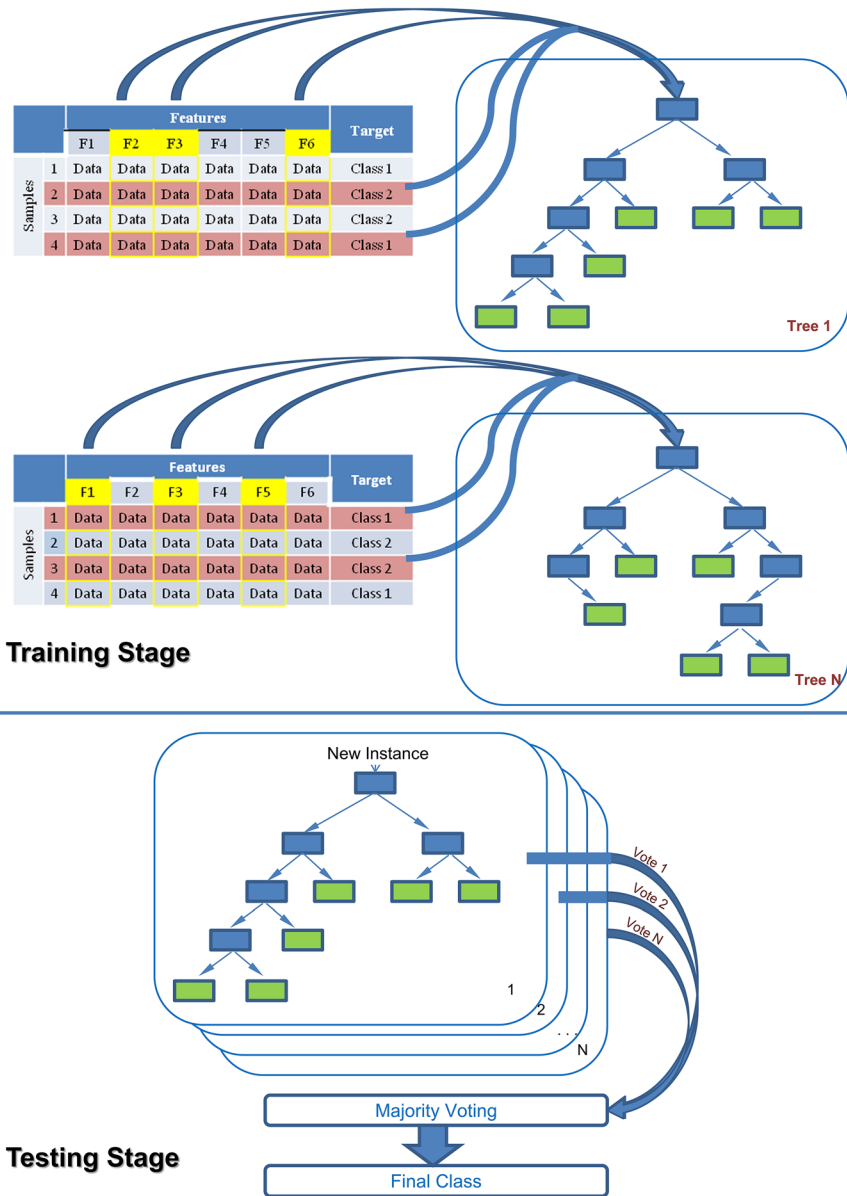 Features Target
F1 F2 F3 F4 F5 F6
Samples
1 Data Data Data Data Data Data Class 1
2 Data Data Data Data Data Data Class 2
3 Data Data Data Data Data Data Class 2
4 Data Data Data Data Data Data Class 1
Tree 1
Features Target
F1 F2 F3 F4 F5 F6
Samples
1 Data Data Data Data Data Data Class 1
2 Data Data Data Data Data Data Class 2
3 Data Data Data Data Data Data Class 2
4 Data Data Data Data Data Data Class 1
Training Stage
Tree N
New Instance
Vote 1
Vote 2
Vote N
1
2
. . .
N
Majority Voting
Testing Stage
Final Class